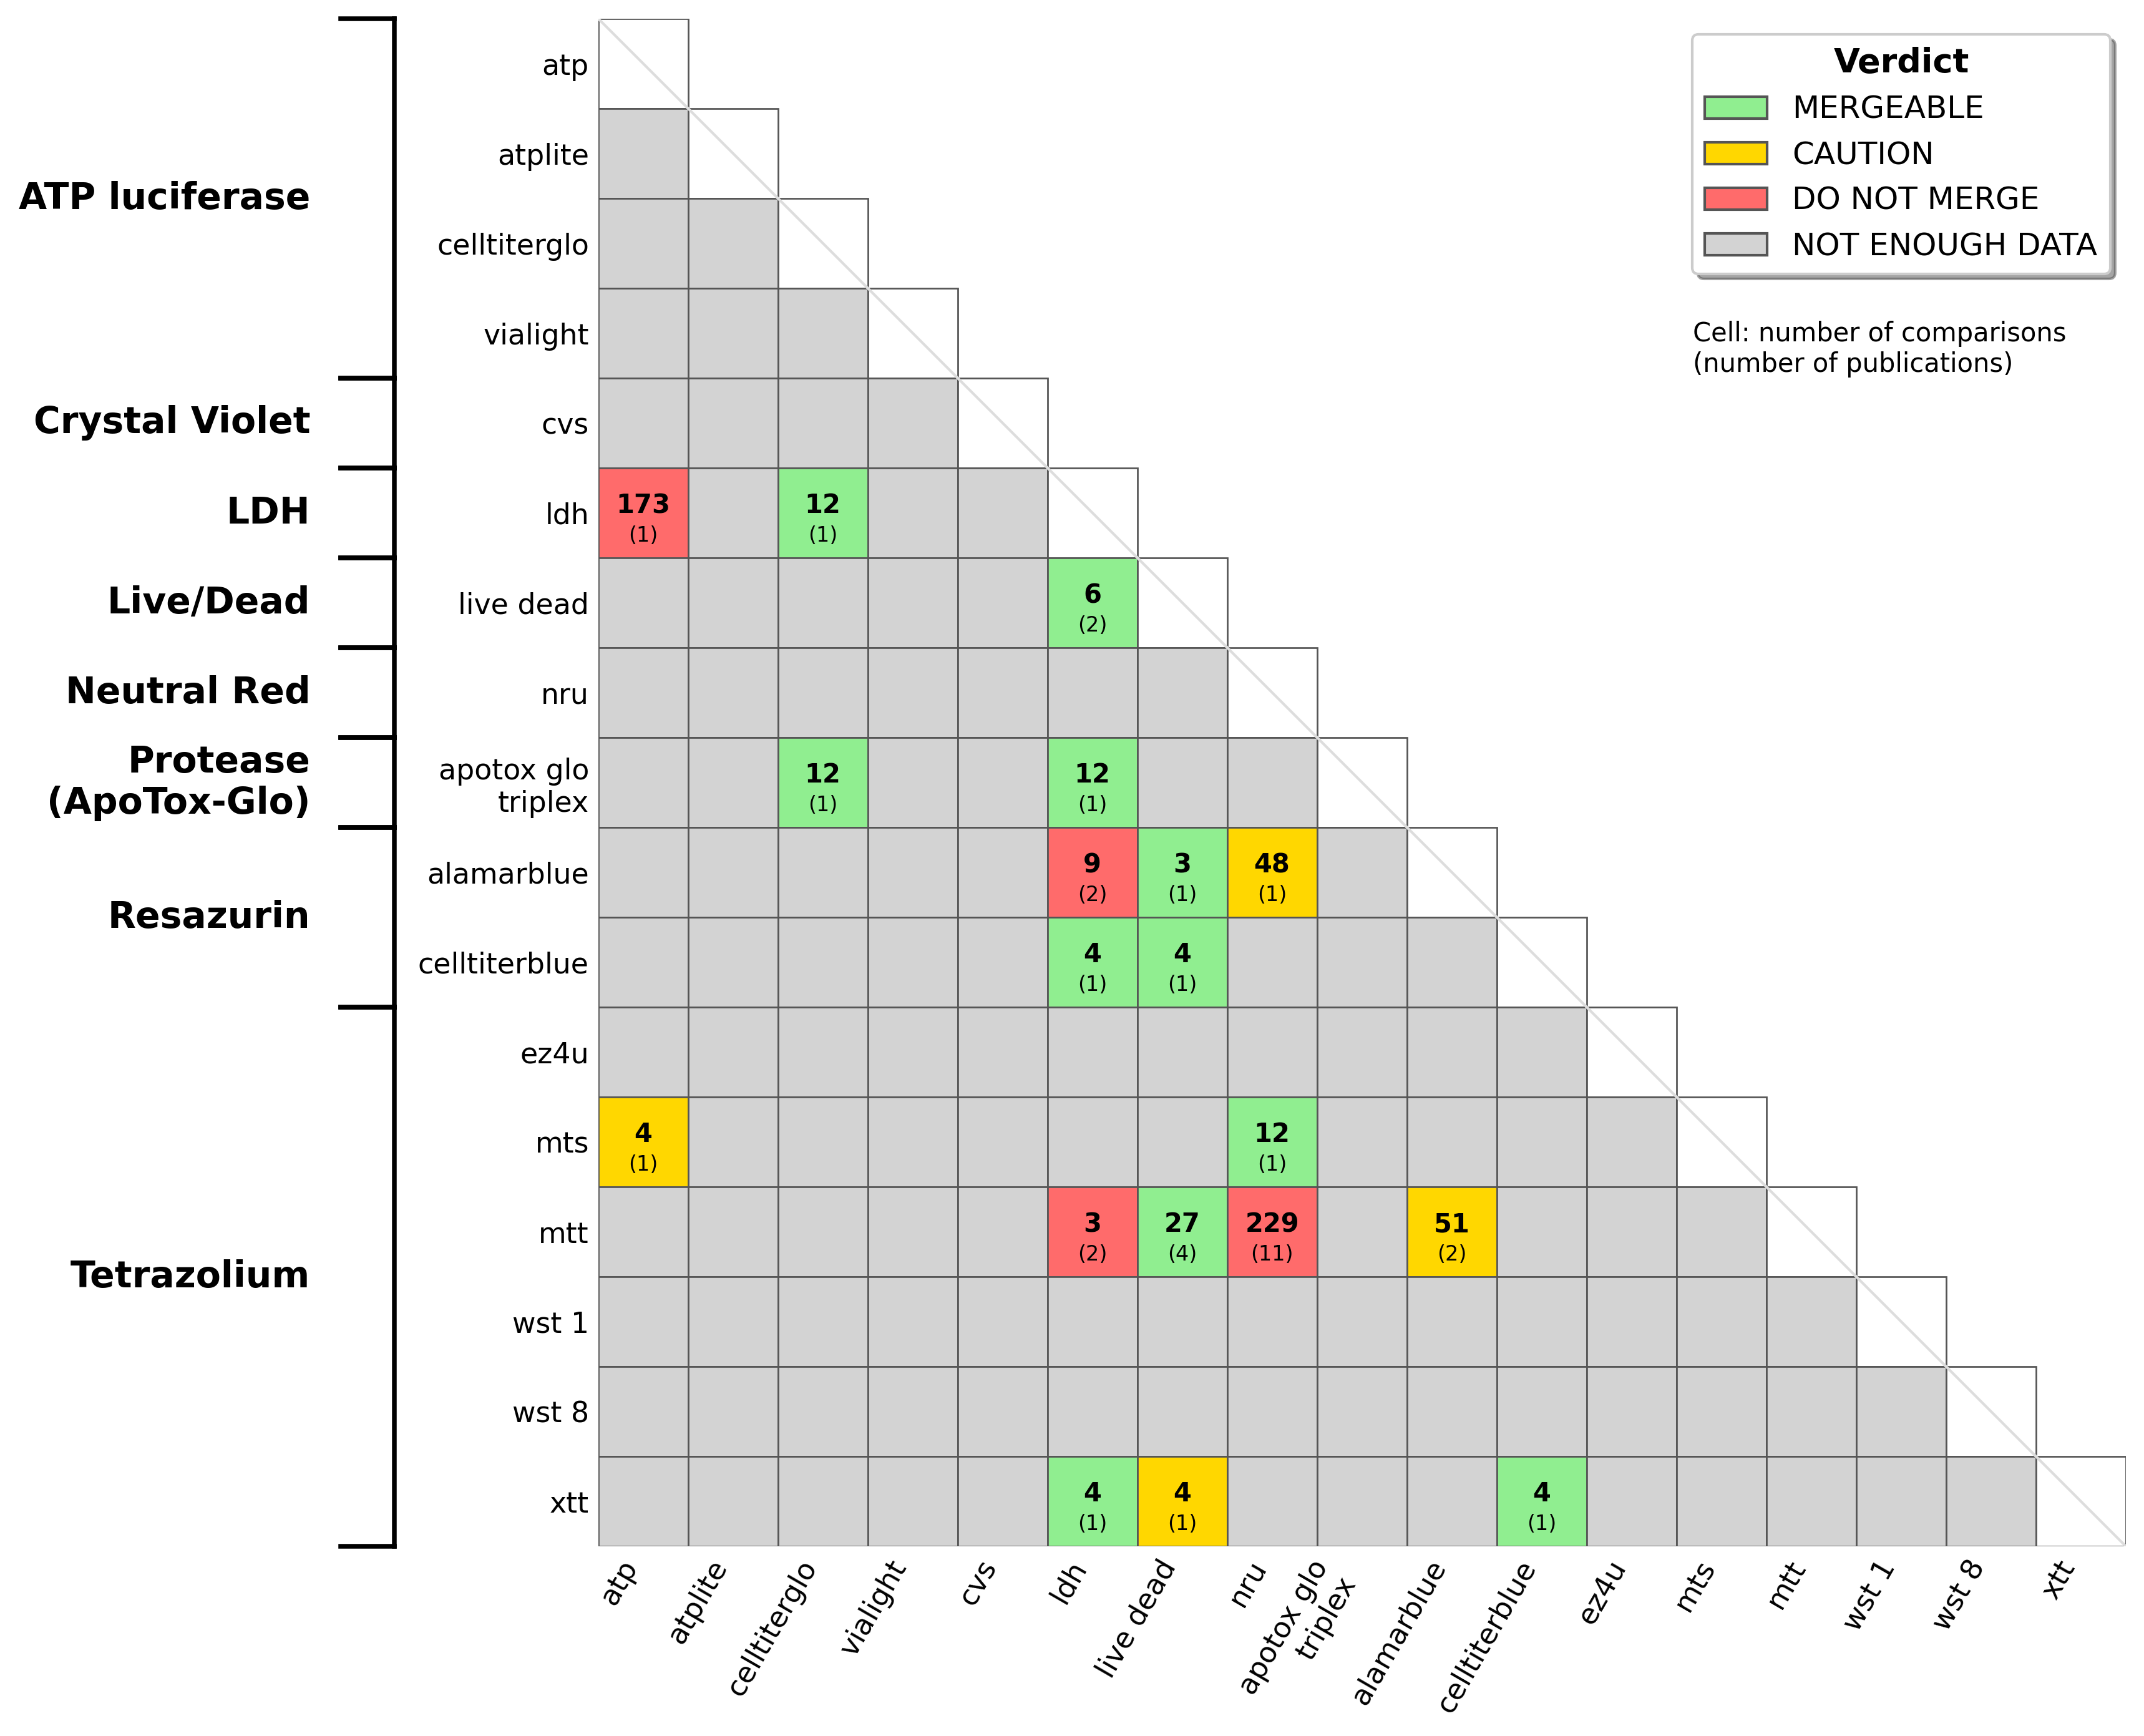 Verdict
MERGEABLE
CAUTION
DO NOT MERGE
NOT ENOUGH DATA
Cell: number of comparisons
(number of publications)
ATP luciferase
Crystal Violet
LDH
Live/Dead
Neutral Red
Protease
(ApoTox-Glo)
Resazurin
Tetrazolium
atp
atplite
celltiterglo
vialight
cvs
ldh
173 12
(1) (1)
live dead
6
(2)
nru
apotox glo
triplex
12 12
(1) (1)
alamarblue
9 3 48
(2) (1) (1)
celltiterblue
4 4
(1) (1)
ez4u
mts
4 12
(1) (1)
mtt
3 27 229 51
(2) (4) (11) (2)
wst 1
wst 8
xtt
4 4 4
(1) (1) (1)
atp
atplite
celltiterglo
vialight
cvs
ldh
live dead
nru
apotox glo
triplex
alamarblue
celltiterblue
ez4u
mts
mtt
wst 1
wst 8
xtt